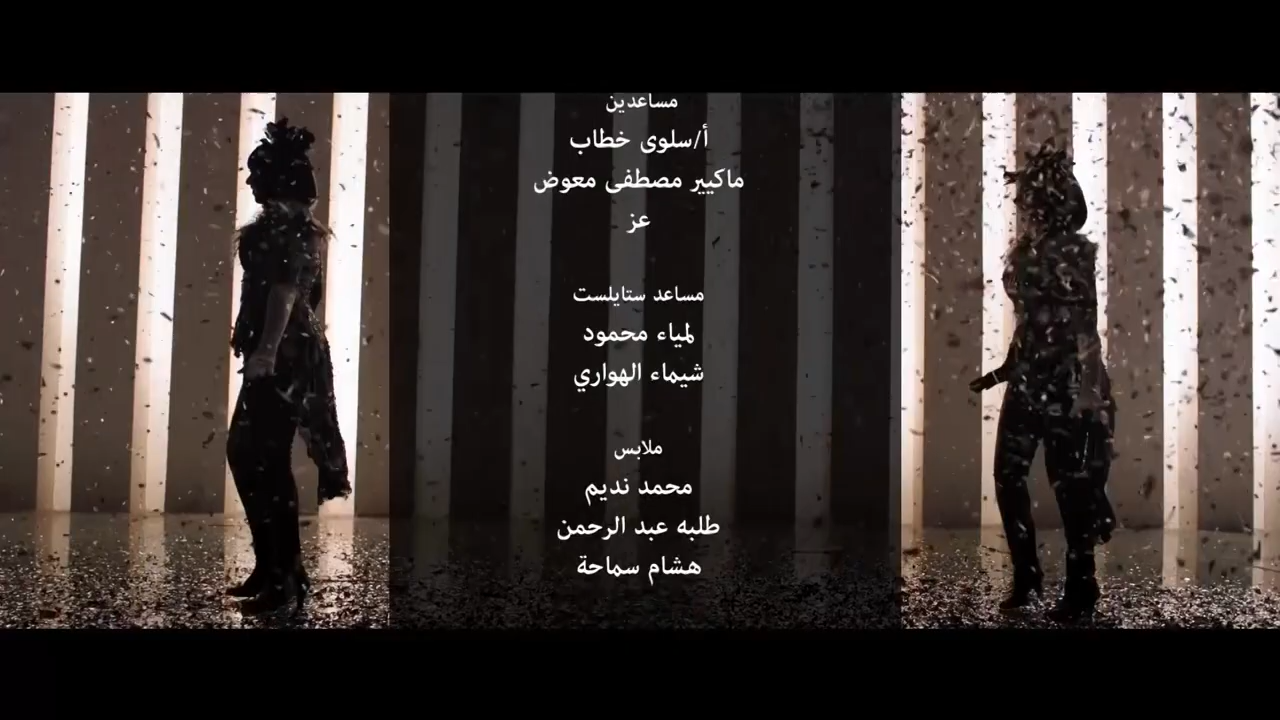 مساعدين
أ/سلوى خطاب
ماكيير مصطفى معوض
عز
مساعد ستايلست
لمياء محمود
شيماء الهواري
ملابس
محمد نديم
طلبه عبد الرحمن
هشام سماحة